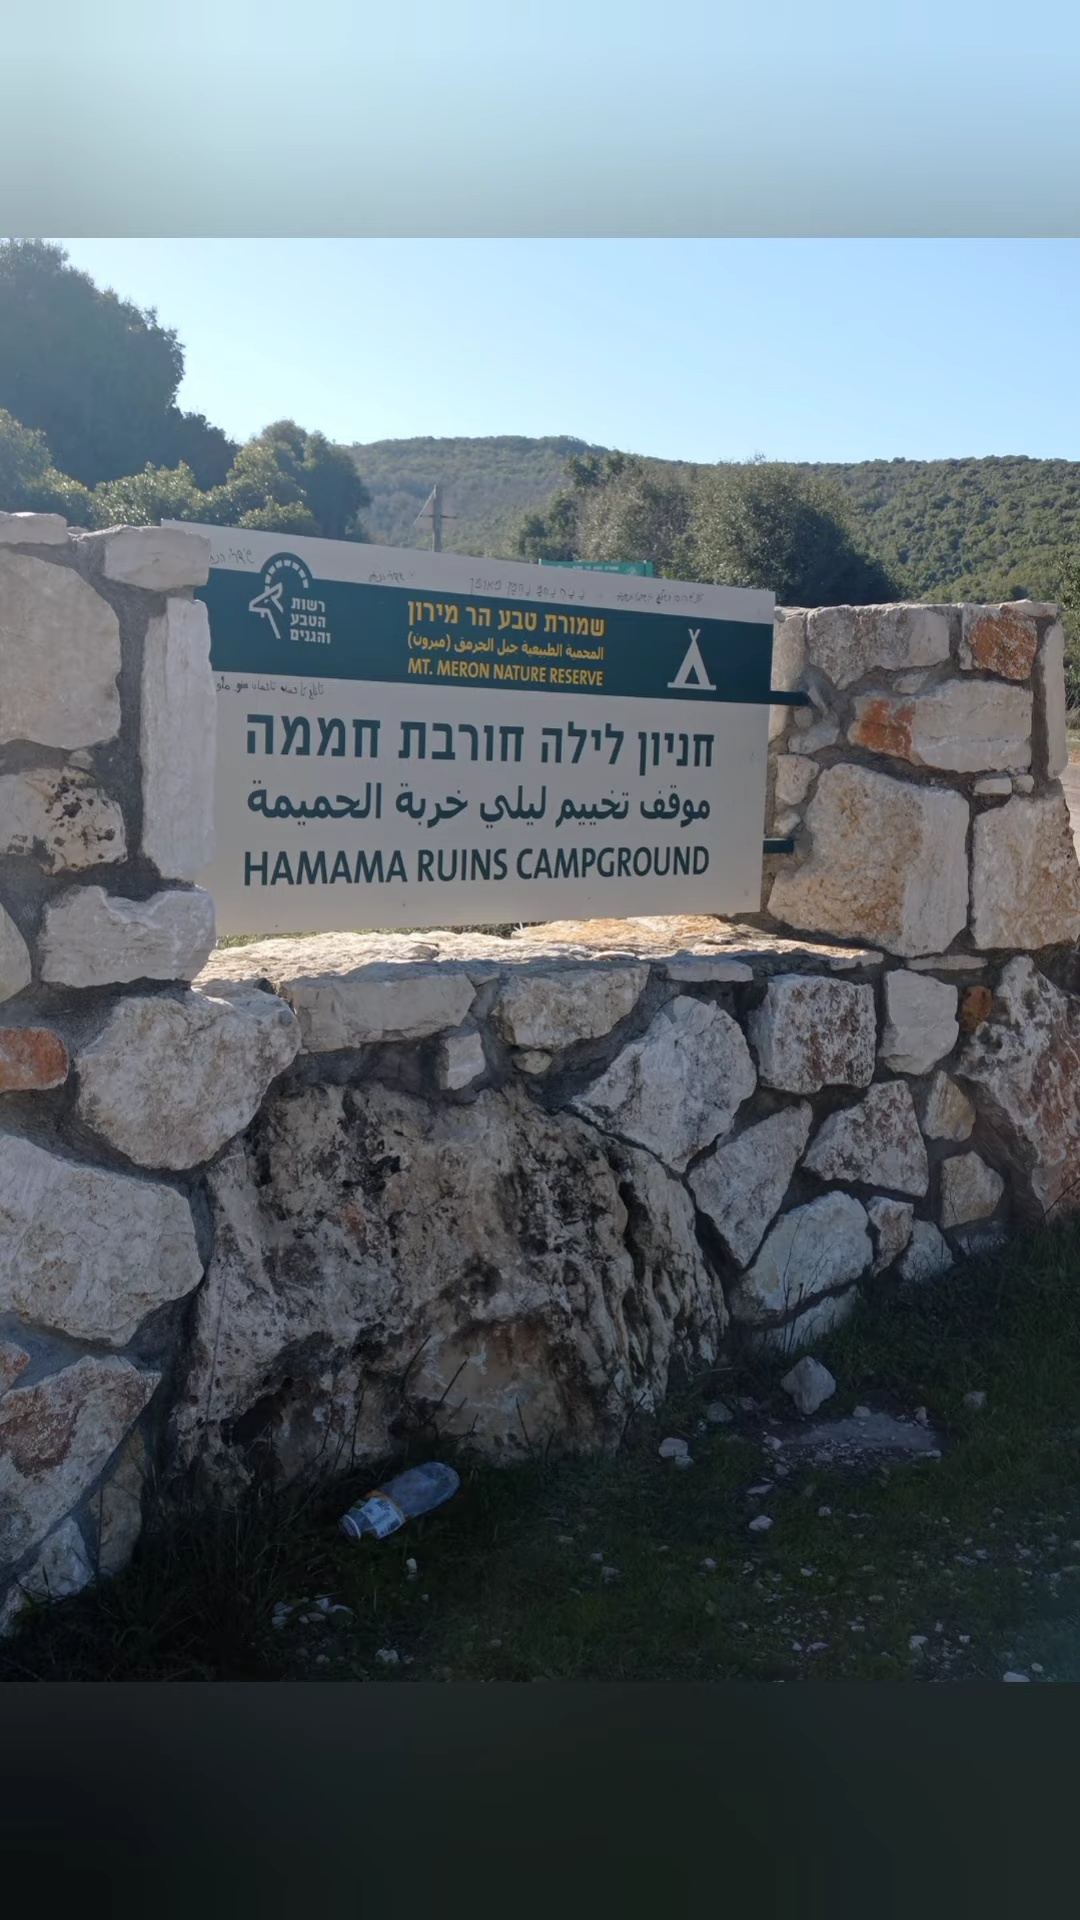 רשות
הטבע
והגנים
שמורת טבע הר מירון
المحمية الطبيعية جبل الجرمق (ميرون)
MT. MERON NATURE RESERVE
חניון לילה חורבת חממה
موقف تخييم ليلي خربة الحميمة
HAMAMA RUINS CAMPGROUND